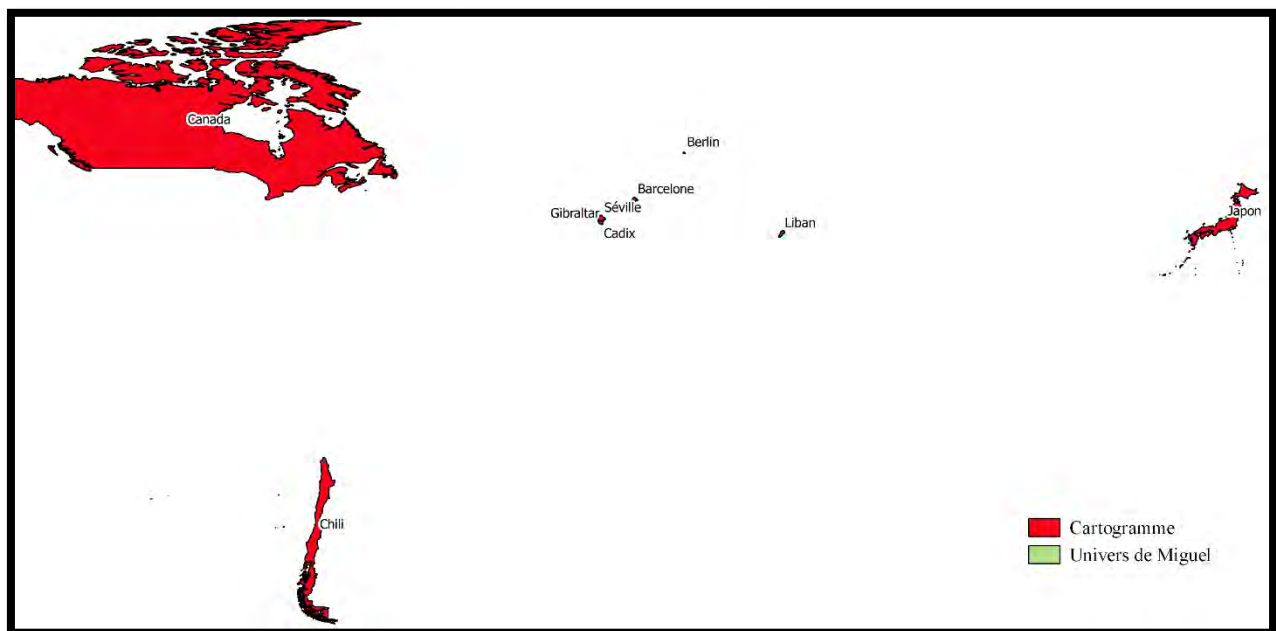 Canada
Berlin
Barcelone
Gibraltar
Séville
Cadix
Liban
Japon
Chili
Cartogramme
Univers de Miguel